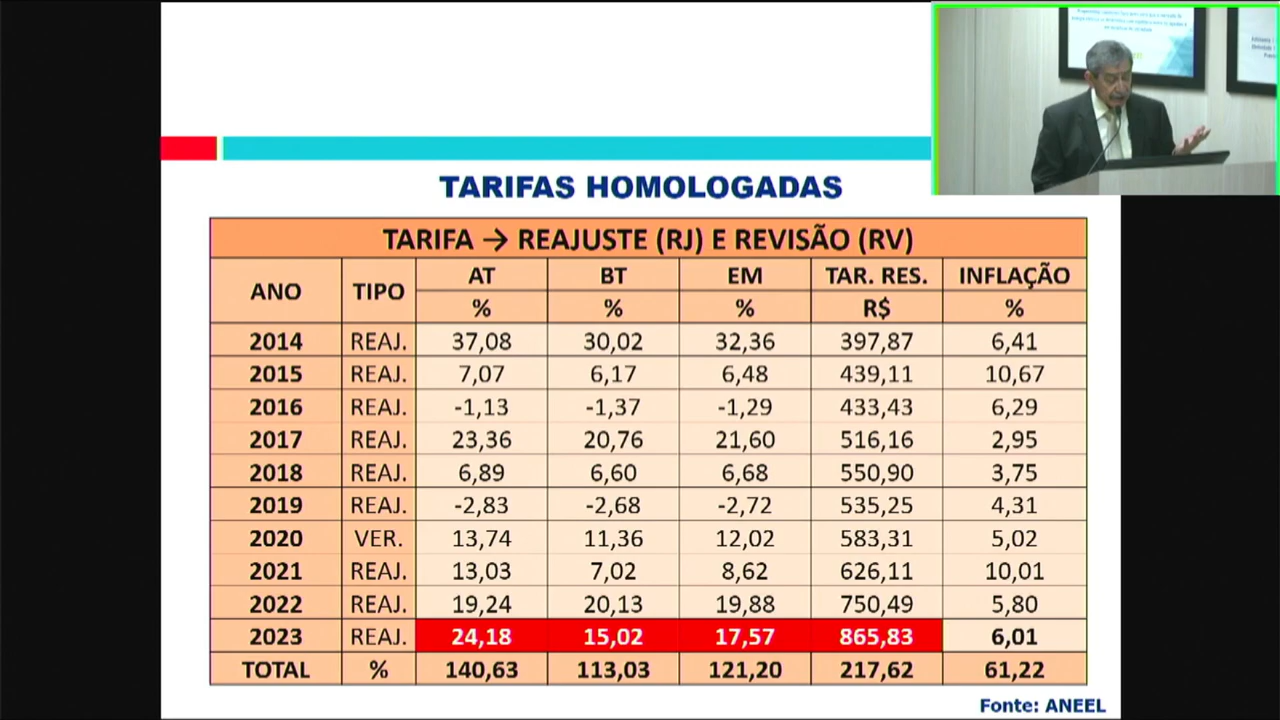 TARIFAS HOMOLOGADAS
TARIFA → REAJUSTE (RJ) E REVISÃO (RV)
ANO TIPO AT BT EM TAR. RES. INFLAÇÃO
% % % R$ %
2014 REAJ. 37,08 30,02 32,36 397,87 6,41
2015 REAJ. 7,07 6,17 6,48 439,11 10,67
2016 REAJ. -1,13 -1,37 -1,29 433,43 6,29
2017 REAJ. 23,36 20,76 21,60 516,16 2,95
2018 REAJ. 6,89 6,60 6,68 550,90 3,75
2019 REAJ. -2,83 -2,68 -2,72 535,25 4,31
2020 VER. 13,74 11,36 12,02 583,31 5,02
2021 REAJ. 13,03 7,02 8,62 626,11 10,01
2022 REAJ. 19,24 20,13 19,88 750,49 5,80
2023 REAJ. 24,18 15,02 17,57 865,83 6,01
TOTAL % 140,63 113,03 121,20 217,62 61,22
Fonte: ANEEL